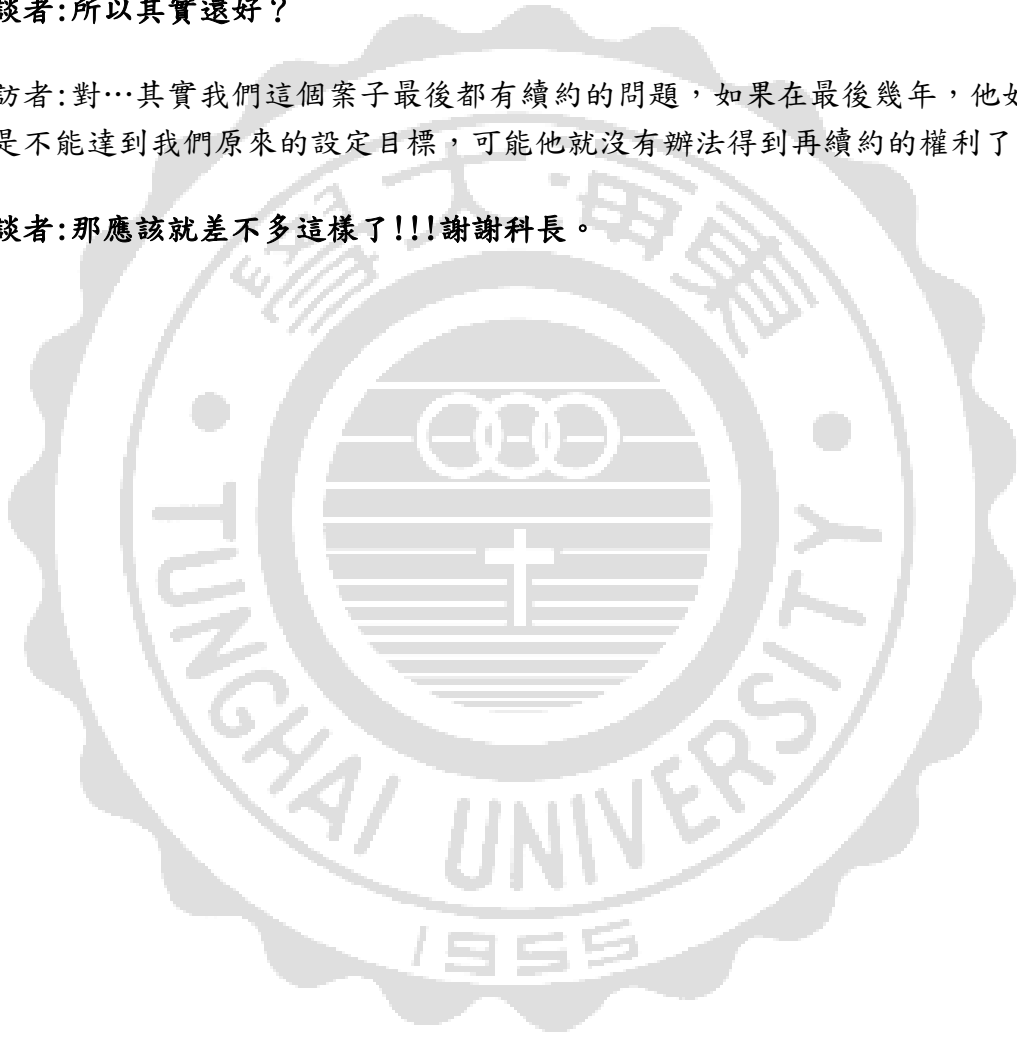 談者:所以其實還好？
訪者:對…其實我們這個案子最後都有續約的問題，如果在最後幾年，他如
是不能達到我們原來的設定目標，可能他就沒有辦法得到再續約的權利了
談者:那應該就差不多這樣了!!!謝謝科長。
學大海東
TUNGHAI UNIVERSITY
1955